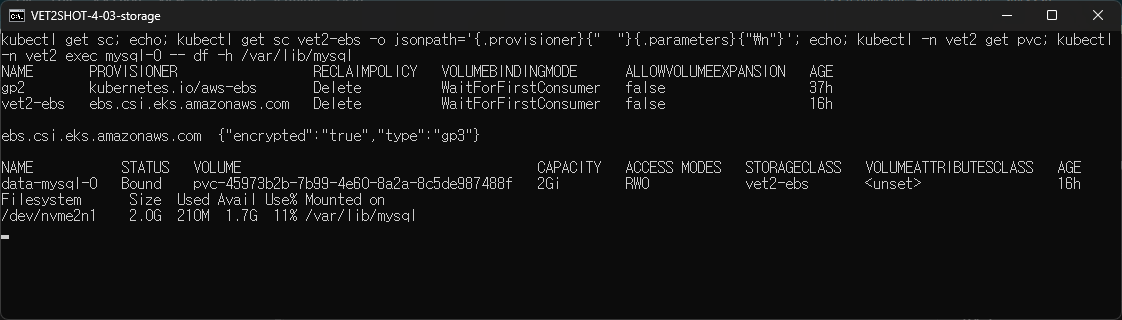 VET2SHOT-4-03-storage
kubectl get sc; echo; kubectl get sc vet2-ebs -o jsonpath='{.provisioner}{"  "}{.parameters}{"₩n"}'; echo; kubectl -n vet2 get pvc; kubectl
-n vet2 exec mysql-0 -- df -h /var/lib/mysql
NAME       PROVISIONER                 RECLAIMPOLICY   VOLUMEBINDINGMODE      ALLOWVOLUMEEXPANSION   AGE
gp2        kubernetes.io/aws-ebs       Delete          WaitForFirstConsumer   false                  37h
vet2-ebs   ebs.csi.eks.amazonaws.com   Delete          WaitForFirstConsumer   false                  16h
ebs.csi.eks.amazonaws.com  {"encrypted":"true","type":"gp3"}
NAME           STATUS   VOLUME                                     CAPACITY   ACCESS MODES   STORAGECLASS   VOLUMEATTRIBUTESCLASS   AGE
data-mysql-0   Bound    pvc-45973b2b-7b99-4e60-8a2a-8c5de987488f   2Gi        RWO            vet2-ebs       <unset>                 16h
Filesystem      Size  Used Avail Use% Mounted on
/dev/nvme2n1    2.0G  210M  1.7G  11% /var/lib/mysql